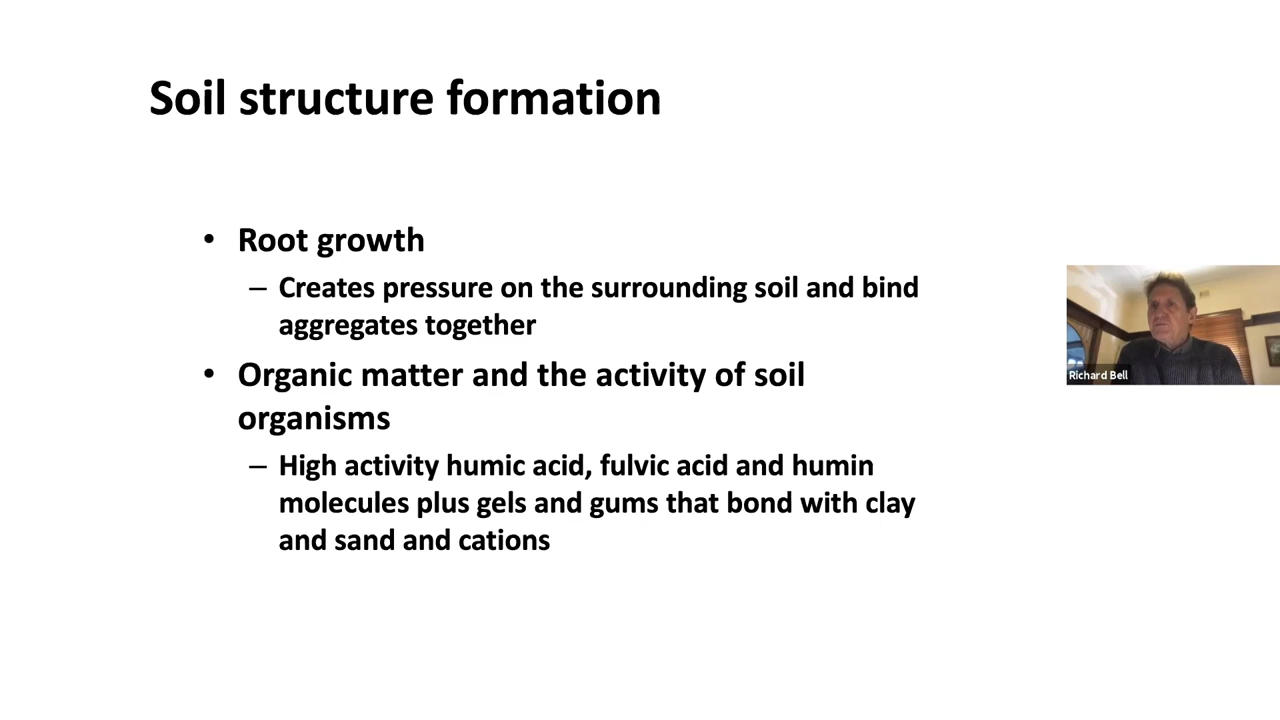 Soil structure formation
• Root growth
– Creates pressure on the surrounding soil and bind
aggregates together
• Organic matter and the activity of soil
organisms
– High activity humic acid, fulvic acid and humin
molecules plus gels and gums that bond with clay
and sand and cations
Richard Bell